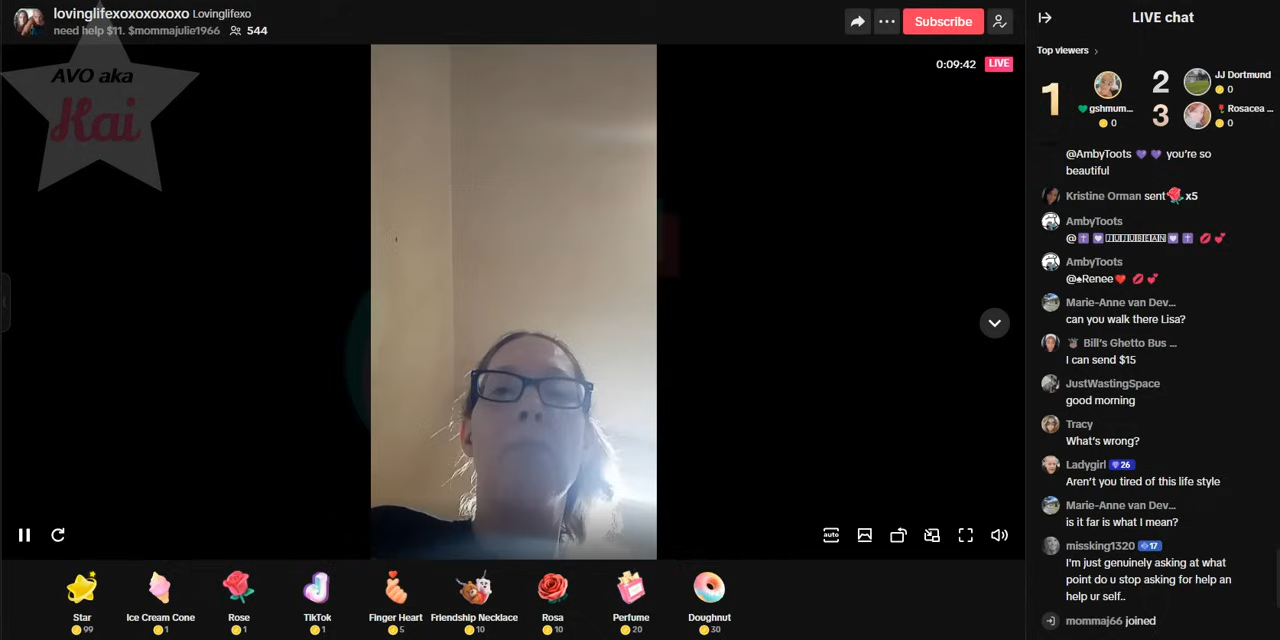 lovinglifexoxoxoxoxo Lovinglifexo
need help $11. $mommajulie1966 544
AVO aka
Kai
Subscribe
0:09:42 LIVE
auto
Star
99
Ice Cream Cone
1
Rose
1
TikTok
1
Finger Heart
5
Friendship Necklace
10
Rosa
10
Perfume
20
Doughnut
30
LIVE chat
Top viewers
1
gshmum...
0
2
JJ Dortmund
0
3
Rosacea ...
0
@AmbyToots 💜 💜 you're so
beautiful
Kristine Orman sent x5
AmbyToots
@✝️💟🄹🅄🄹🅄🄱🄴🄰🄽💟✝️ 💋💕
AmbyToots
@♠Renee❤️ 💋💕
Marie-Anne van Dev...
can you walk there Lisa?
Bill's Ghetto Bus ...
I can send $15
JustWastingSpace
good morning
Tracy
What's wrong?
Ladygirl 26
Aren't you tired of this life style
Marie-Anne van Dev...
is it far is what I mean?
missking1320 17
I'm just genuinely asking at what
point do u stop asking for help an
help ur self..
mommaj66 joined